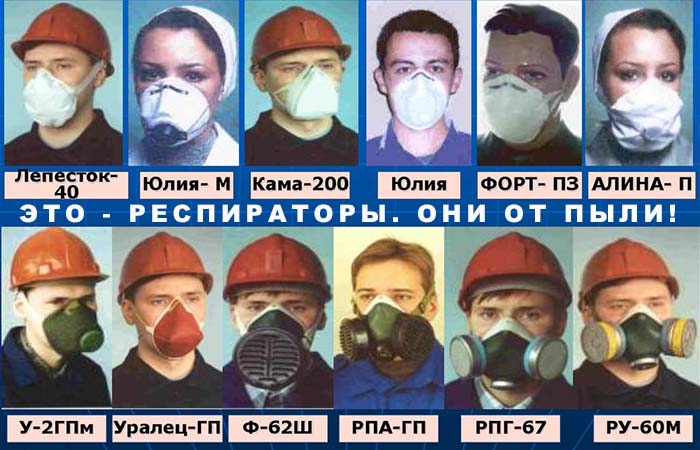 Лепесток-
40
Юлия- М
Кама-200
Юлия
ФОРТ- ПЗ
АЛИНА- П
ЭТО - РЕСПИРАТОРЫ. ОНИ ОТ ПЫЛИ!
У-2ГПм
Уралец-ГП
Ф-62Ш
РПА-ГП
РПГ-67
РУ-60М